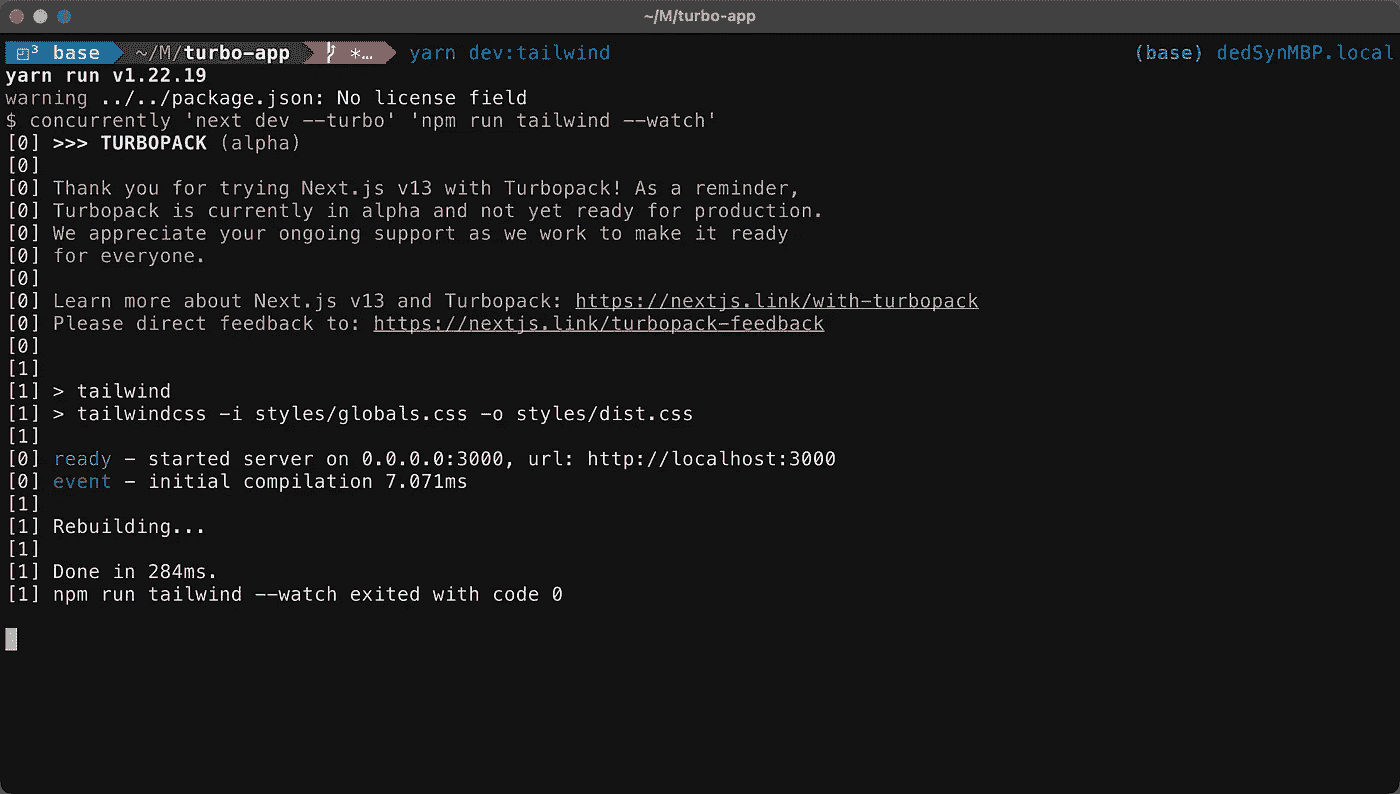 ~/M/turbo-app
base ~/M/turbo-app *… yarn dev:tailwind (base) dedSynMBP.local
yarn run v1.22.19
warning ../../package.json: No license field
$ concurrently 'next dev --turbo' 'npm run tailwind --watch'
[0] >>> TURBOPACK (alpha)
[0]
[0] Thank you for trying Next.js v13 with Turbopack! As a reminder,
[0] Turbopack is currently in alpha and not yet ready for production.
[0] We appreciate your ongoing support as we work to make it ready
[0] for everyone.
[0]
[0] Learn more about Next.js v13 and Turbopack: https://nextjs.link/with-turbopack
[0] Please direct feedback to: https://nextjs.link/turbopack-feedback
[0]
[1]
[1] > tailwind
[1] > tailwindcss -i styles/globals.css -o styles/dist.css
[1]
[0] ready - started server on 0.0.0.0:3000, url: http://localhost:3000
[0] event - initial compilation 7.071ms
[1]
[1] Rebuilding...
[1]
[1] Done in 284ms.
[1] npm run tailwind --watch exited with code 0